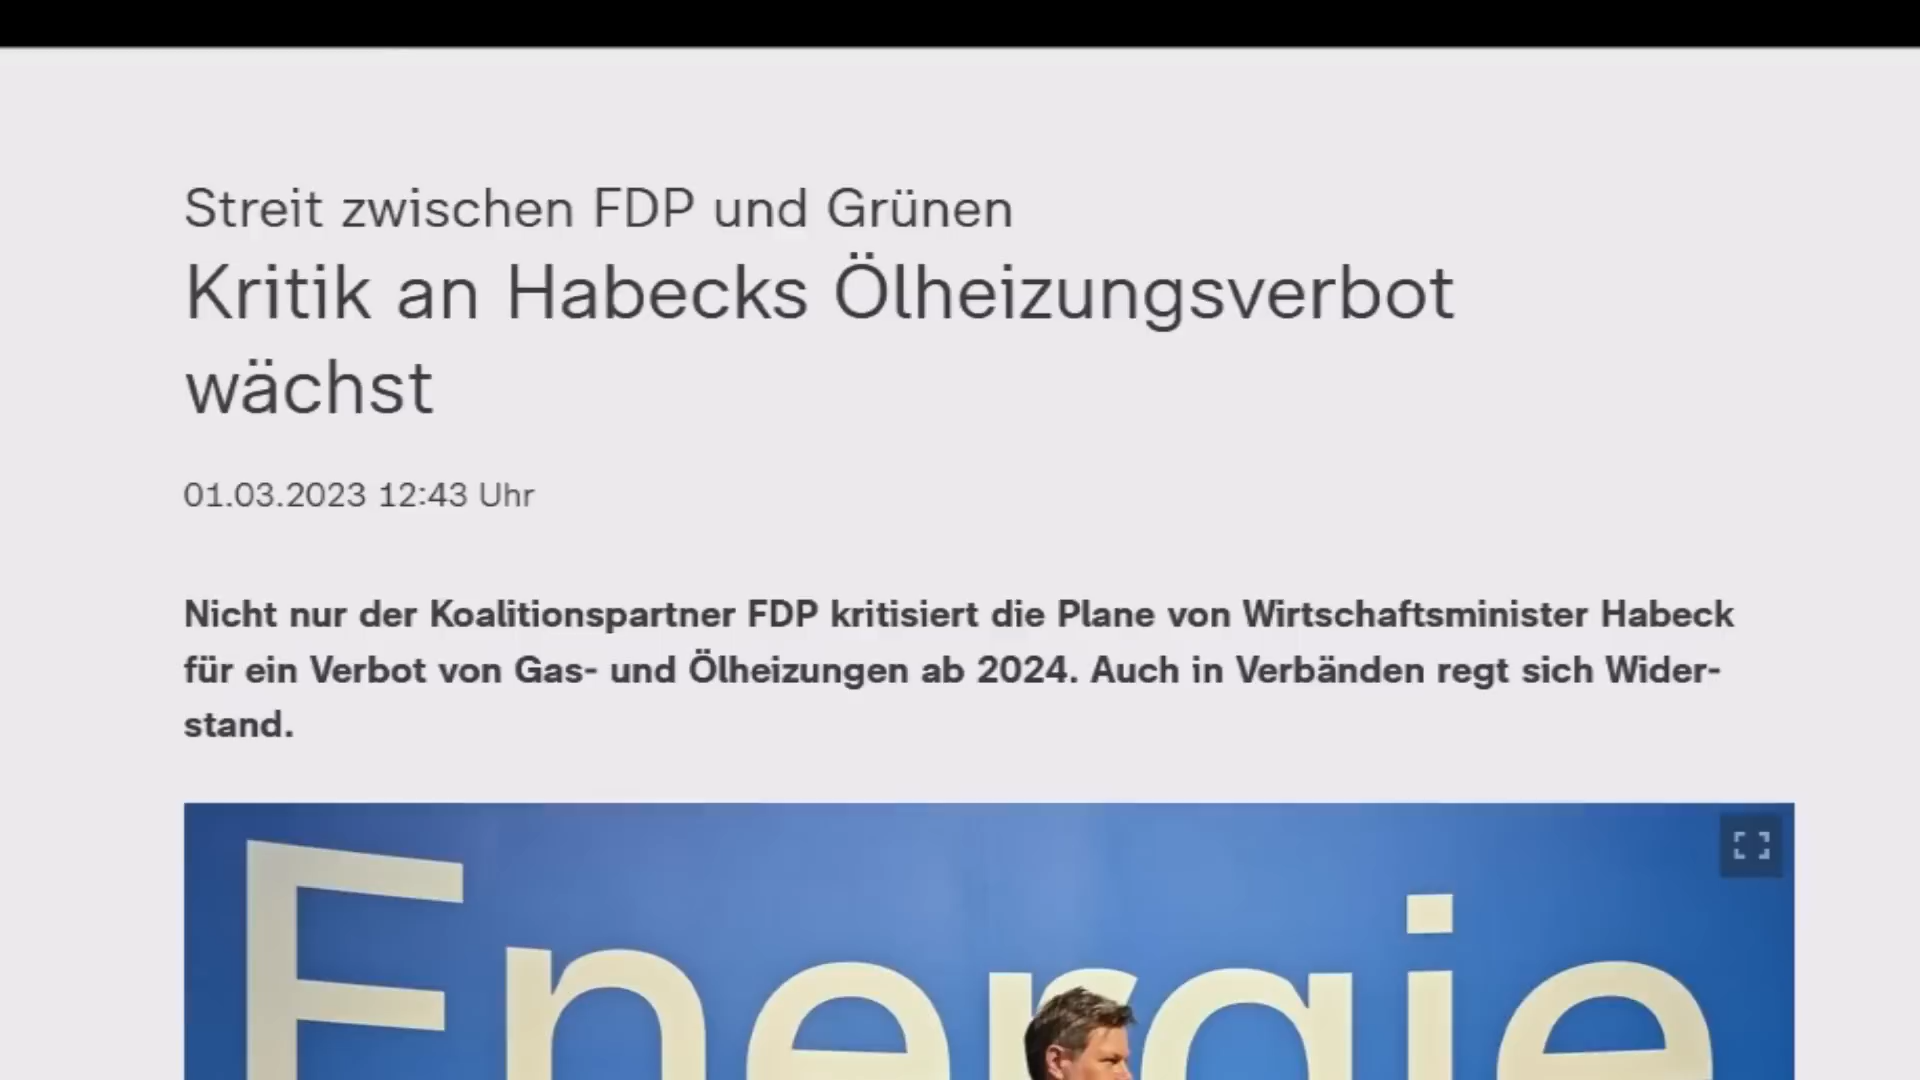 Streit zwischen FDP und Grünen
Kritik an Habecks Ölheizungsverbot
wächst
01.03.2023 12:43 Uhr
Nicht nur der Koalitionspartner FDP kritisiert die Plane von Wirtschaftsminister Habeck
für ein Verbot von Gas- und Ölheizungen ab 2024. Auch in Verbänden regt sich Wider-
stand.
Energie